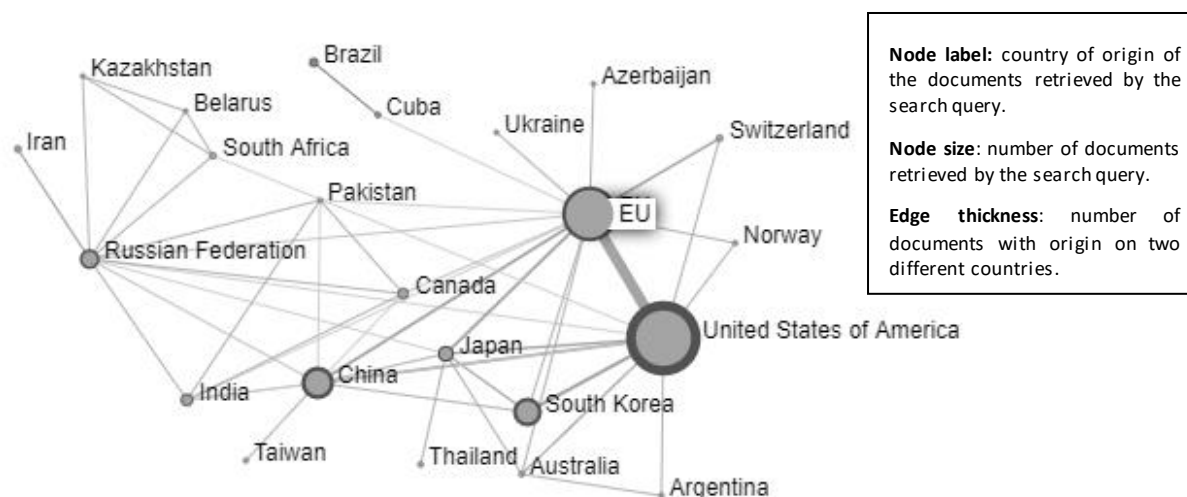 Brazil
Kazakhstan
Azerbaijan
Belarus
Cuba
Ukraine
Switzerland
Iran
South Africa
Pakistan
EU
Norway
Russian Federation
Canada
United States of America
Japan
China
India
South Korea
Taiwan
Thailand
Australia
Argentina
Node label: country of origin of
the documents retrieved by the
search query.
Node size: number of documents
retrieved by the search query.
Edge thickness: number of
documents with origin on two
different countries.